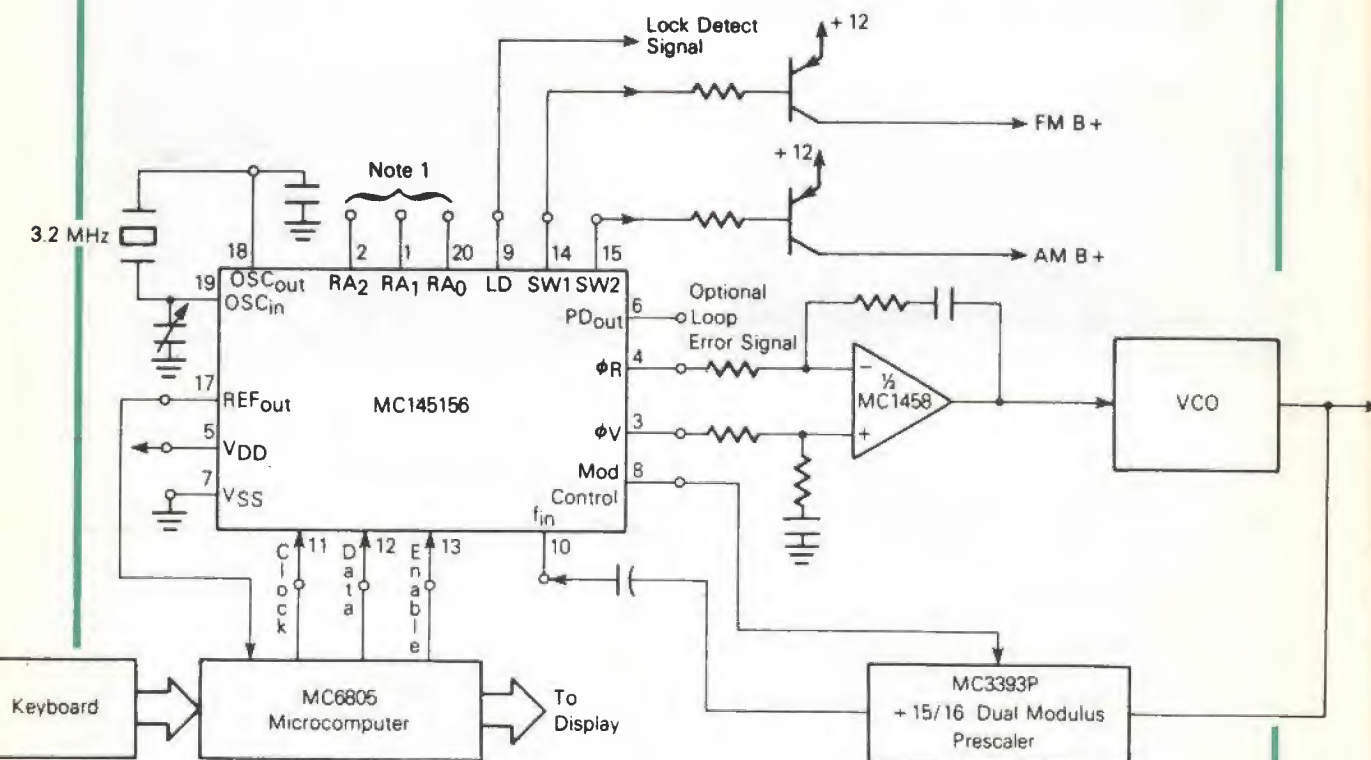 Lock Detect
Signal
+12
FM B+
Note 1
+12
3.2 MHz
18
2
1
20
9
14
15
AM B+
19
OSCout
RA2 RA1 RA0 LD SW1 SW2
OSCin
PDout
6
Optional
Loop
Error Signal
φR
4
17
REFout
MC145156
−
½
MC1458
VCO
5
VDD
φV
3
+
7
VSS
Mod
Control
8
fin
10
Clock
11
Data
12
Enable
13
Keyboard
MC6805
Microcomputer
To
Display
MC3393P
+15/16 Dual Modulus
Prescaler